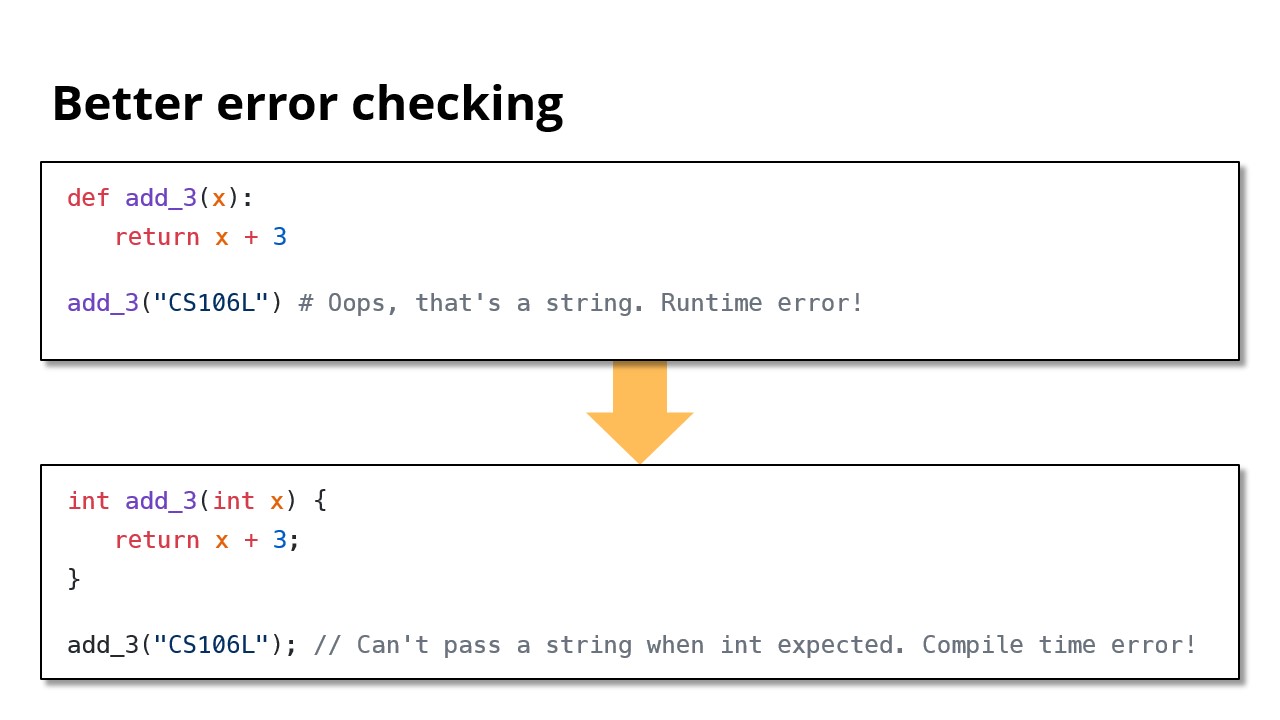 Better error checking
def add_3(x):
    return x + 3
add_3("CS106L") # Oops, that's a string. Runtime error!
int add_3(int x) {
    return x + 3;
}
add_3("CS106L"); // Can't pass a string when int expected. Compile time error!